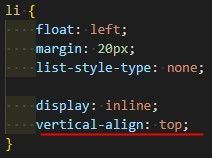 li {
float: left;
margin: 20px;
list-style-type: none;
display: inline;
vertical-align: top;
}